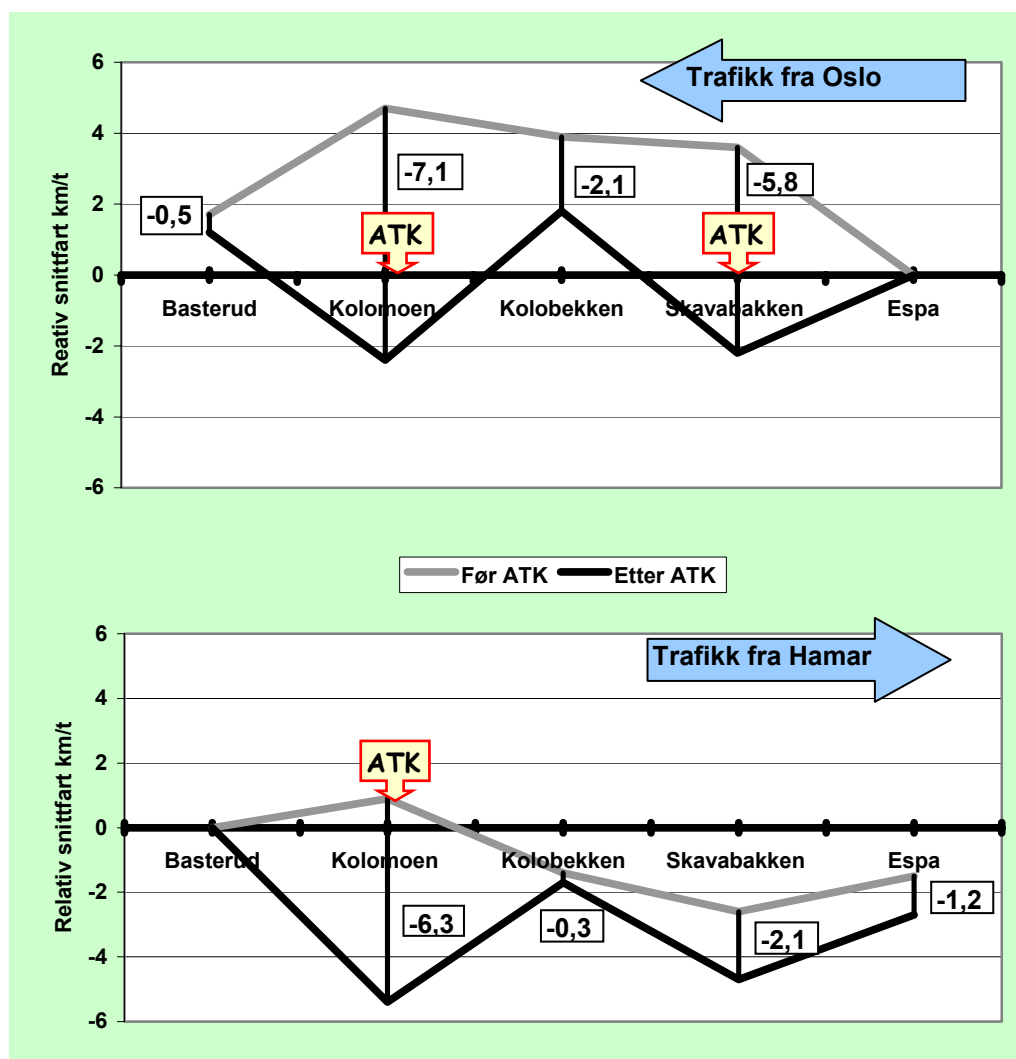 Trafikk fra Oslo
Reativ snittfart km/t
6
4
2
0
-2
-4
-6
-0,5
-7,1
-2,1
-5,8
ATK
ATK
Basterud
Kolomoen
Kolobekken
Skavabakken
Espa
Før ATK
Etter ATK
Trafikk fra Hamar
Relativ snittfart km/t
6
4
2
0
-2
-4
-6
ATK
Basterud
Kolomoen
Kolobekken
Skavabakken
Espa
-6,3
-0,3
-2,1
-1,2